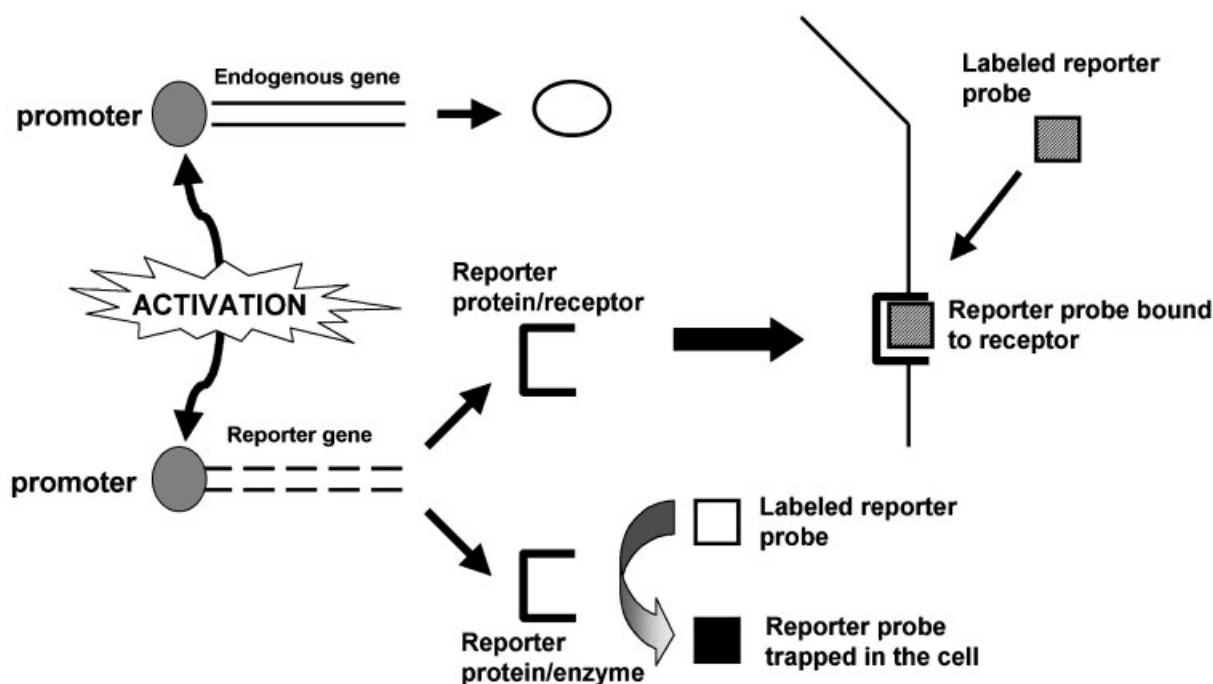 Endogenous gene
promoter
Labeled reporter
probe
ACTIVATION
Reporter
protein/receptor
Reporter probe bound
to receptor
Reporter gene
promoter
Labeled reporter
probe
Reporter
protein/enzyme
Reporter probe
trapped in the cell